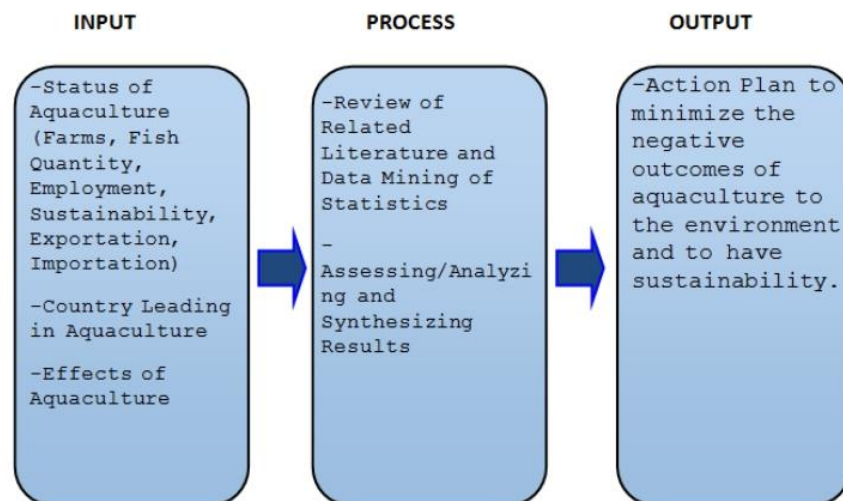 INPUT
PROCESS
OUTPUT
-Status of
Aquaculture
(Farms, Fish
Quantity,
Employment,
Sustainability,
Exportation,
Importation)
-Country Leading
in Aquaculture
-Effects of
Aquaculture
-Review of
Related
Literature and
Data Mining of
Statistics
-
Assessing/Analyzi
ng and
Synthesizing
Results
-Action Plan to
minimize the
negative
outcomes of
aquaculture to
the environment
and to have
sustainability.